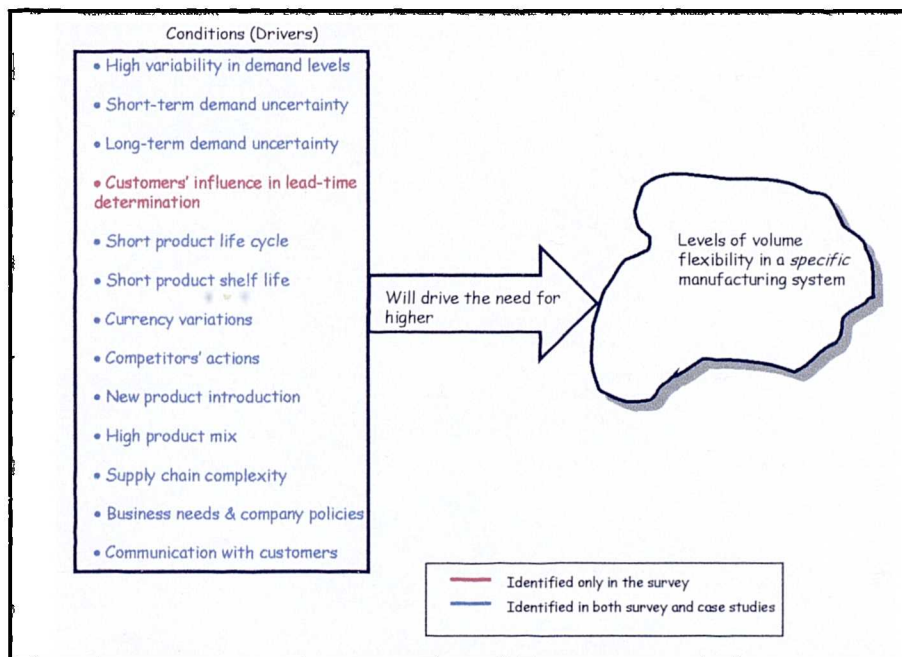 Conditions (Drivers)
• High variability in demand levels
• Short-term demand uncertainty
• Long-term demand uncertainty
• Customers' influence in lead-time
determination
• Short product life cycle
• Short product shelf life
• Currency variations
• Competitors' actions
• New product introduction
• High product mix
• Supply chain complexity
• Business needs & company policies
• Communication with customers
Will drive the need for
higher
Levels of volume
flexibility in a specific
manufacturing system
Identified only in the survey
Identified in both survey and case studies